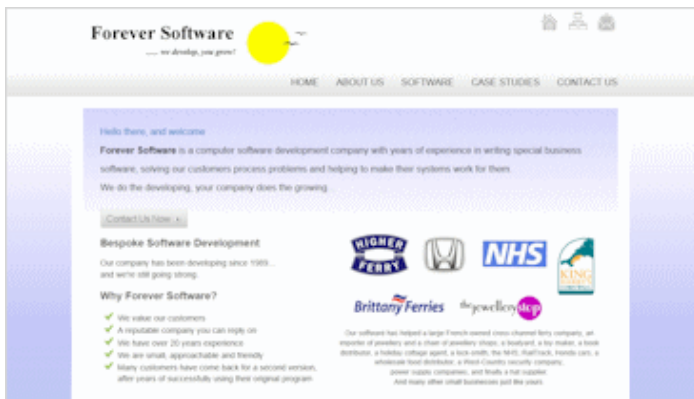 Forever Software
..... we develop, you grow!
HOME ABOUT US SOFTWARE CASE STUDIES CONTACT US
Hello there, and welcome
Forever Software is a computer software development company with years of experience in writing special business
software, solving our customers process problems and helping to make their systems work for them
We do the developing, your company does the growing
Contact Us Now
Bespoke Software Development
Our company has been developing since 1989...
and we're still going strong.
Why Forever Software?
We value our customers
A reputable company you can reply on
We have over 20 years experience
We are small, approachable and friendly
Many customers have come back for a second version,
after years of successfully using their original program
HIGHER
FERRY
NHS
KING
Brittany Ferries
the jewellery stop
Our software has helped a large French owned cross channel ferry company, an
importer of jewellery and a chain of jewellery shops, a boatyard, a toy maker, a book
distributor, a holiday cottage agent, a lock-smith, the NHS, RailTrack, Honda cars, a
wholesale food distributor, a West-Country security company,
power supply companies, and finally a hat supplier.
And many other small businesses just like yours